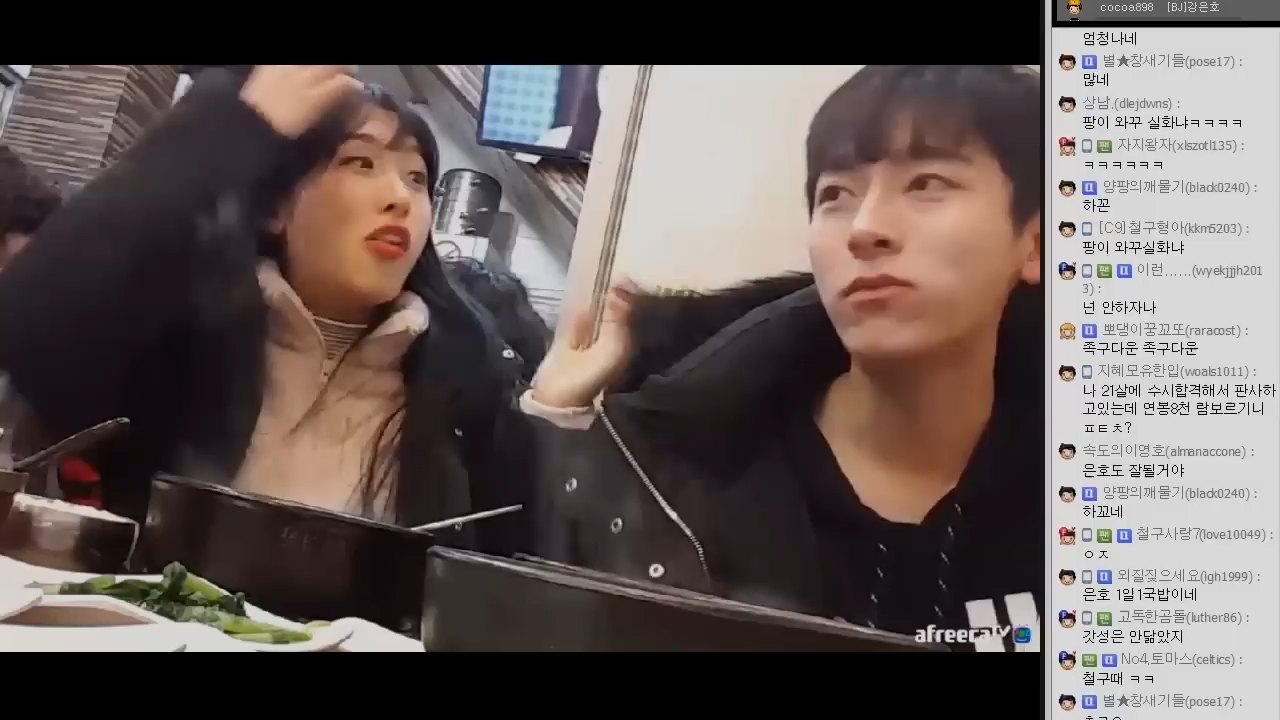 cocoa898 [BJ]강은호
엄청나네
별★창새기들(pose17) :
많네
상남.(dlejdwns) :
팡이 와꾸 실화냐ㅋㅋㅋㅋ
자지왕자(xlszotl135) :
ㅋㅋㅋㅋㅋㅋ
양팡의깨물기(black0240) :
하끈
[C9]철구형아(kkm5203) :
팡이 와꾸실화냐
이런......(wyekjjjh201
3) :
넌 안하자나
뽀댕이꿍꼬또(raracost) :
족구다운 족구다운
지혜모유한입(woals1011) :
나 21살에 수시합격해서 판사하
고있는데 연봉8천 람보르기니
ㅍㅌㅊ?
속도의이영호(almanaccone) :
은호도 잘될거야
양팡의깨물기(black0240) :
하꼬네
철구사랑7(love10049) :
ㅇㅈ
외질짖으세요(igh1999) :
은호 1일1국밥이네
고독한곰돌(luther86) :
갓성은 안닮았지
No4.토마스(celtics) :
철구때 ㅋㅋ
별★창새기들(pose17) :
afreecaTV